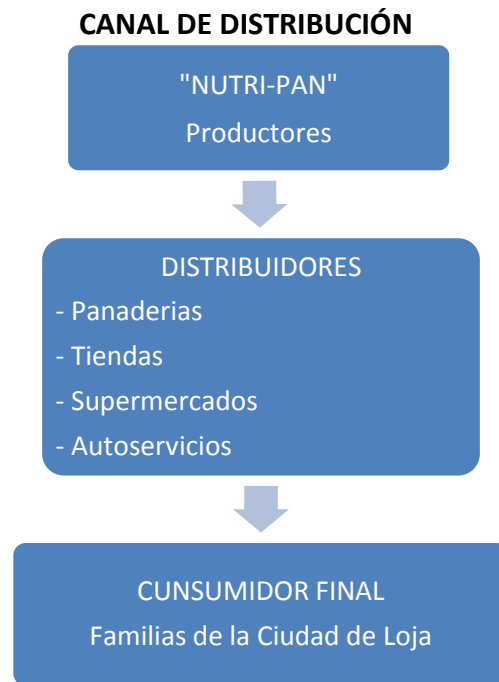 CANAL DE DISTRIBUCIÓN
"NUTRI-PAN"
Productores
DISTRIBUIDORES
- Panaderias
- Tiendas
- Supermercados
- Autoservicios
CUNSUMIDOR FINAL
Familias de la Ciudad de Loja